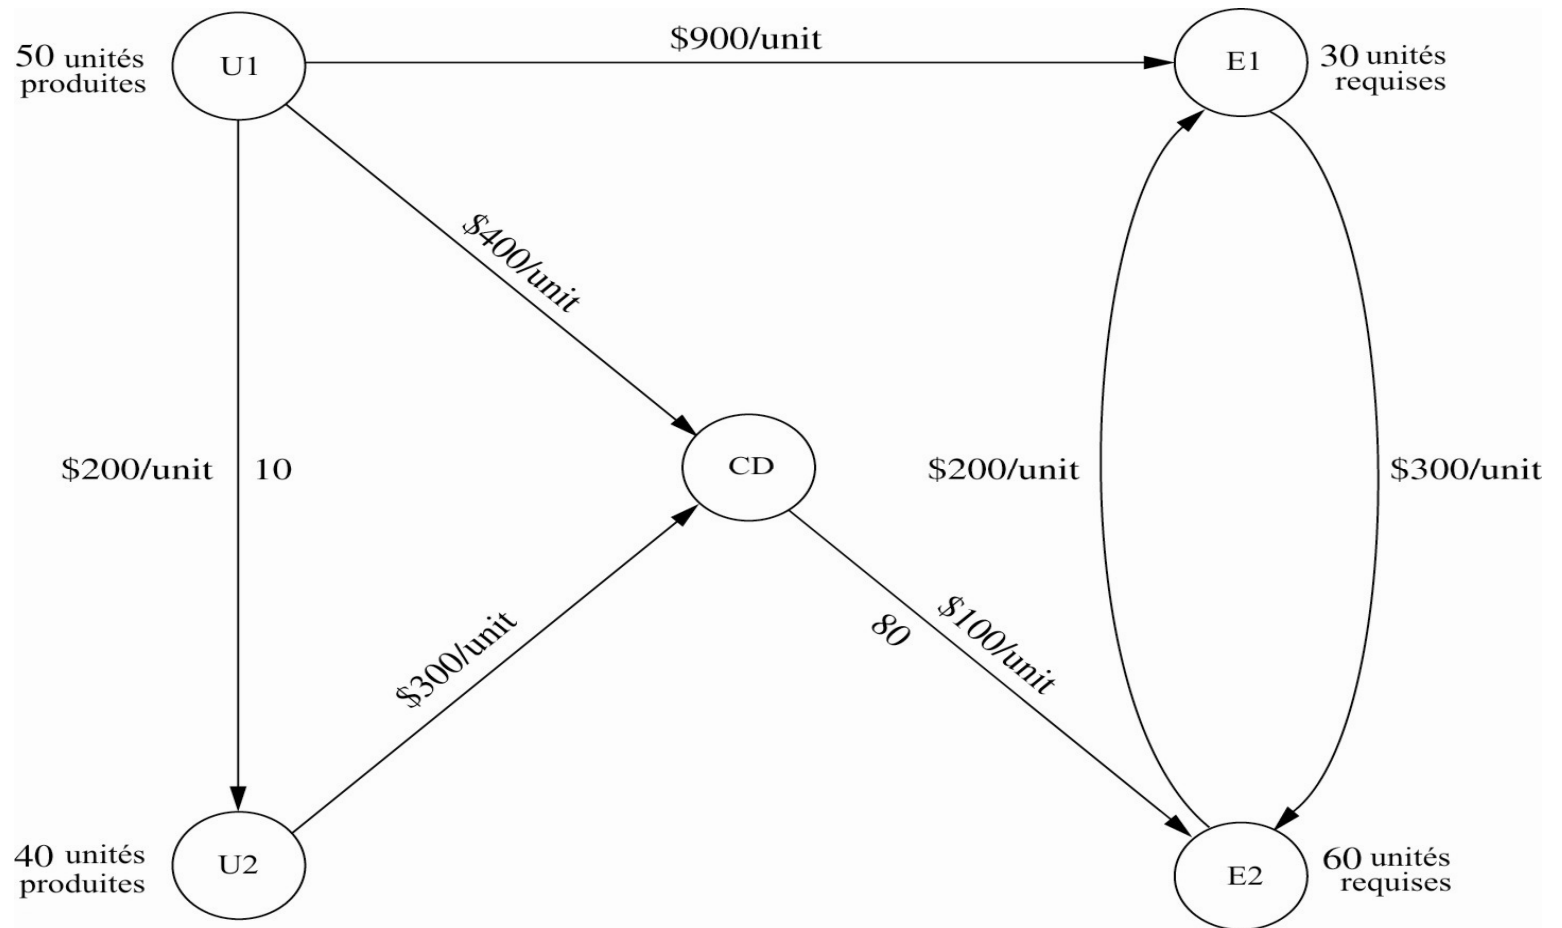 50 unités
produites
U1
$900/unit
E1
30 unités
requises
$400/unit
$200/unit
10
CD
$200/unit
$300/unit
$300/unit
80
$100/unit
40 unités
produites
U2
E2
60 unités
requises